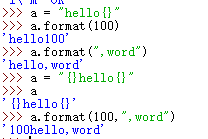 >>> a = "hello{}"
>>> a.format(100)
'hello100'
>>> a.format(",word")
'hello,word'
>>> a = "{}hello{}"
>>> a
'{}hello{}'
>>> a.format(100,",word")
'100hello,word'